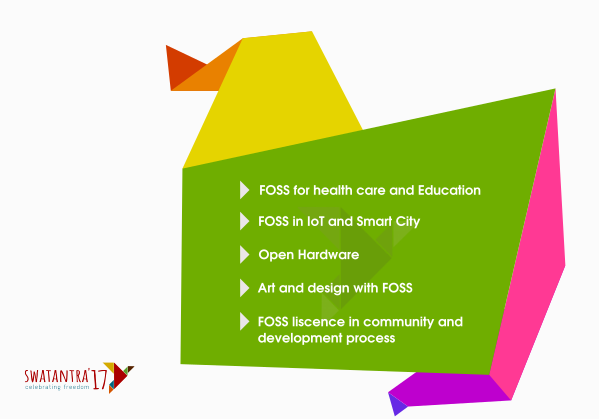 FOSS for health care and Education
FOSS in IoT and Smart City
Open Hardware
Art and design with FOSS
FOSS liscence in community and
development process
SWATANTRA'17
celebrating freedom